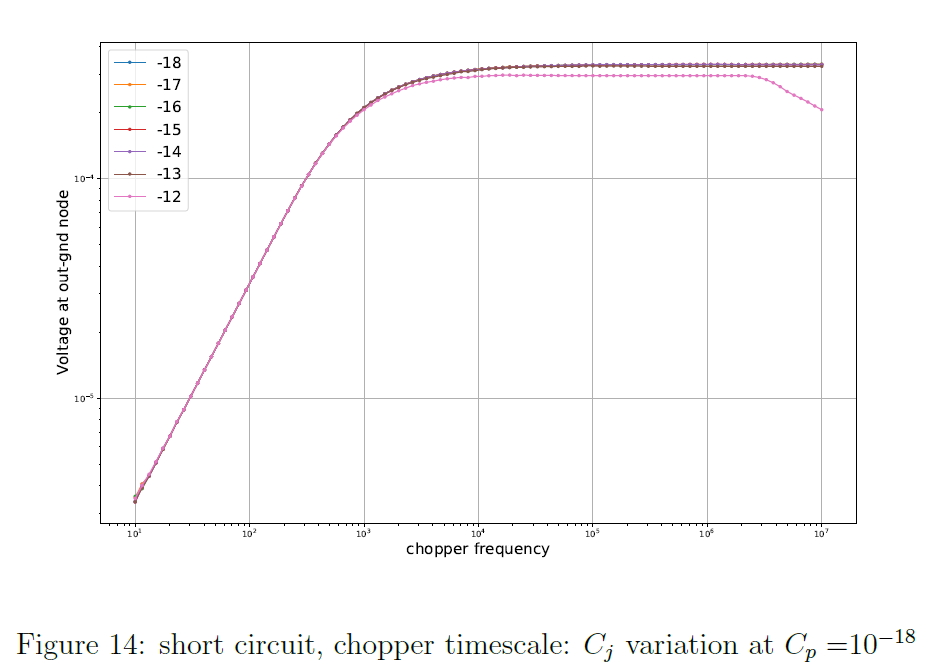 -18
-17
-16
-15
-14
-13
-12
Voltage at out-gnd node
10⁻⁴
10⁻⁵
10¹ 10² 10³ 10⁴ 10⁵ 10⁶ 10⁷
chopper frequency
Figure 14: short circuit, chopper timescale: Cⱼ variation at Cₚ =10⁻¹⁸